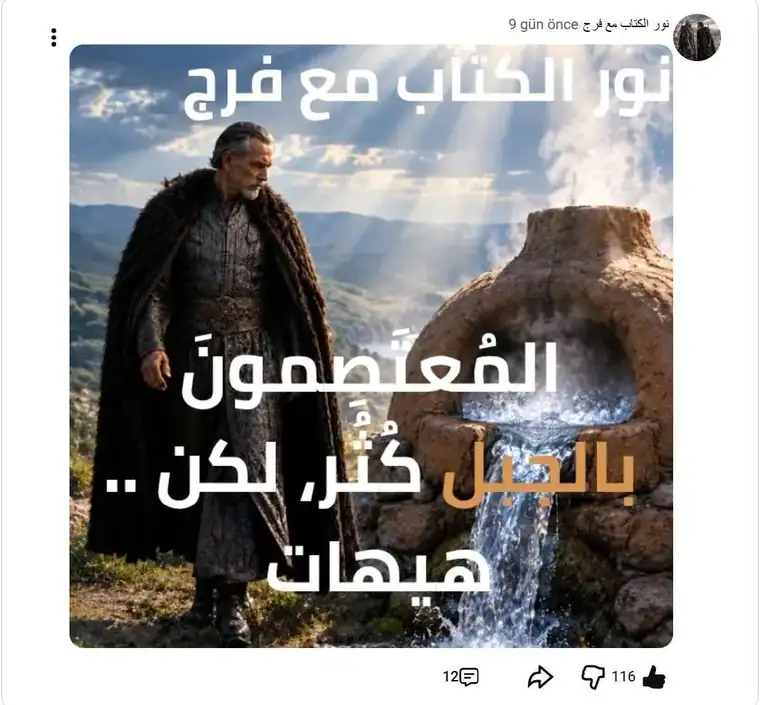 نور الكتاب مع فرج 9 gün önce
نور الكتاب مع فرج
المُعتَصمونَ
بالجبل كُثُر، لكن ..
هيهات
116
12